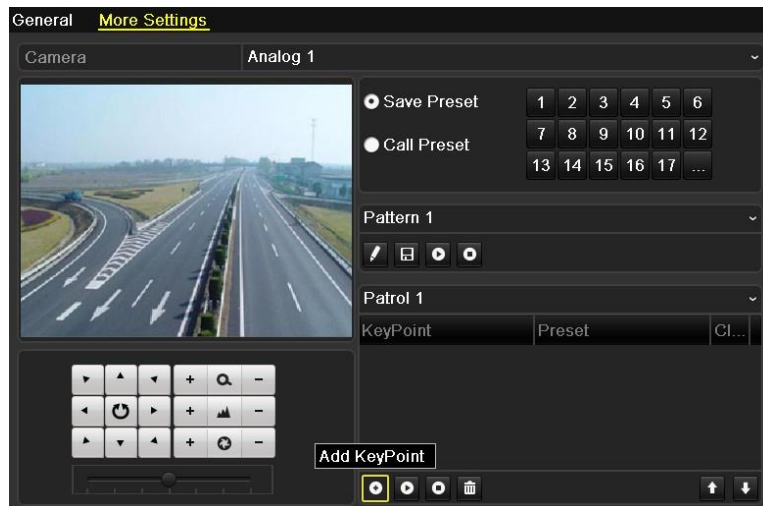 General More Settings
Camera Analog 1
Save Preset
Call Preset
1 2 3 4 5 6
7 8 9 10 11 12
13 14 15 16 17 ...
Pattern 1
Patrol 1
KeyPoint Preset Cl...
+ -
+ -
+ -
Add KeyPoint